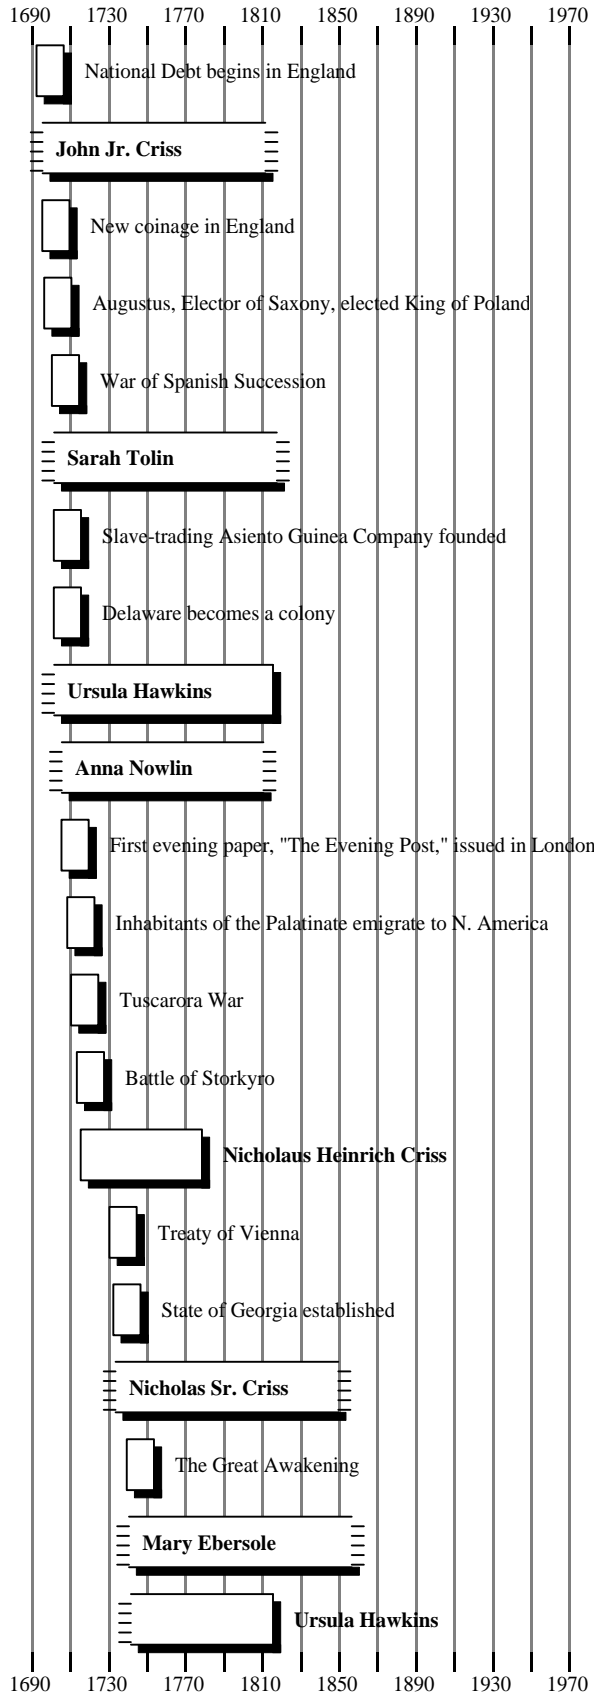 1690 1730 1770 1810 1850 1890 1930 1970
National Debt begins in England
John Jr. Criss
New coinage in England
Augustus, Elector of Saxony, elected King of Poland
War of Spanish Succession
Sarah Tolin
Slave-trading Asiento Guinea Company founded
Delaware becomes a colony
Ursula Hawkins
Anna Nowlin
First evening paper, "The Evening Post," issued in London
Inhabitants of the Palatinate emigrate to N. America
Tuscarora War
Battle of Storkyro
Nicholaus Heinrich Criss
Treaty of Vienna
State of Georgia established
Nicholas Sr. Criss
The Great Awakening
Mary Ebersole
Ursula Hawkins
1690 1730 1770 1810 1850 1890 1930 1970